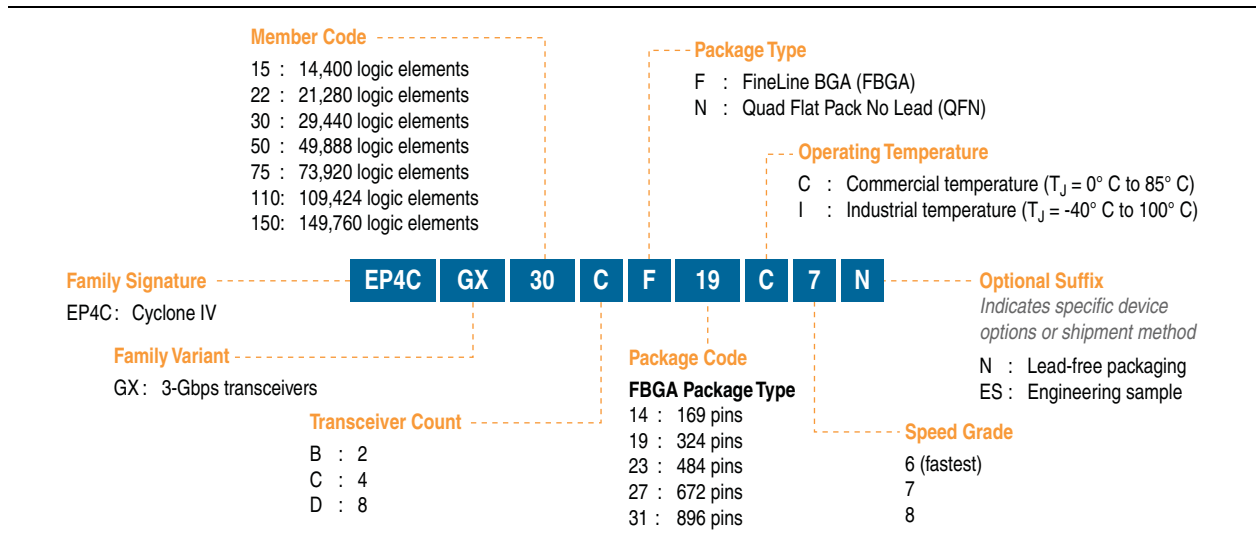 Member Code
15 : 14,400 logic elements
22 : 21,280 logic elements
30 : 29,440 logic elements
50 : 49,888 logic elements
75 : 73,920 logic elements
110: 109,424 logic elements
150: 149,760 logic elements
Package Type
F : FineLine BGA (FBGA)
N : Quad Flat Pack No Lead (QFN)
Operating Temperature
C : Commercial temperature (TJ = 0° C to 85° C)
I : Industrial temperature (TJ = -40° C to 100° C)
EP4C GX 30 C F 19 C 7 N
Family Signature
EP4C : Cyclone IV
Family Variant
GX : 3-Gbps transceivers
Transceiver Count
B : 2
C : 4
D : 8
Package Code
FBGA Package Type
14 : 169 pins
19 : 324 pins
23 : 484 pins
27 : 672 pins
31 : 896 pins
Speed Grade
6 (fastest)
7
8
Optional Suffix
Indicates specific device
options or shipment method
N : Lead-free packaging
ES : Engineering sample